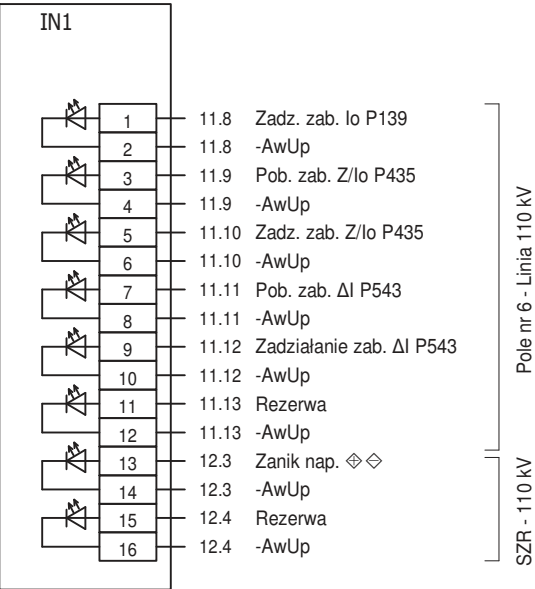 IN1
1 11.8 Zadz. zab. Io P139
2 11.8 -AwUp
3 11.9 Pob. zab. Z/Io P435
4 11.9 -AwUp
5 11.10 Zadz. zab. Z/Io P435
6 11.10 -AwUp
7 11.11 Pob. zab. ΔI P543
8 11.11 -AwUp
9 11.12 Zadziałanie zab. ΔI P543
10 11.12 -AwUp
11 11.13 Rezerwa
12 11.13 -AwUp
13 12.3 Zanik nap.
14 12.3 -AwUp
15 12.4 Rezerwa
16 12.4 -AwUp
Pole nr 6 - Linia 110 kV
SZR - 110 kV